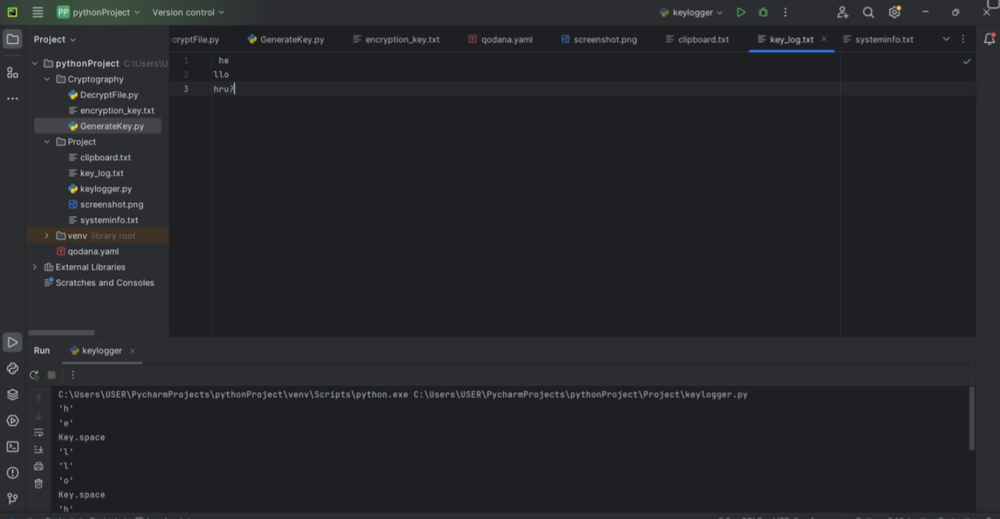 PP pythonProject Version control keylogger
Project
cryptFile.py GenerateKey.py encryption_key.txt qodana.yaml screenshot.png clipboard.txt key_log.txt systeminfo.txt
pythonProject C:\Users\U
Cryptography
DecryptFile.py
encryption_key.txt
GenerateKey.py
Project
clipboard.txt
key_log.txt
keylogger.py
screenshot.png
systeminfo.txt
venv library root
qodana.yaml
External Libraries
Scratches and Consoles
1 he
2 llo
3 hru?
Run keylogger
C:\Users\USER\PycharmProjects\pythonProject\venv\Scripts\python.exe C:\Users\USER\PycharmProjects\pythonProject\Project\keylogger.py
'h'
'e'
Key.space
'l'
'l'
'o'
Key.space
'h'